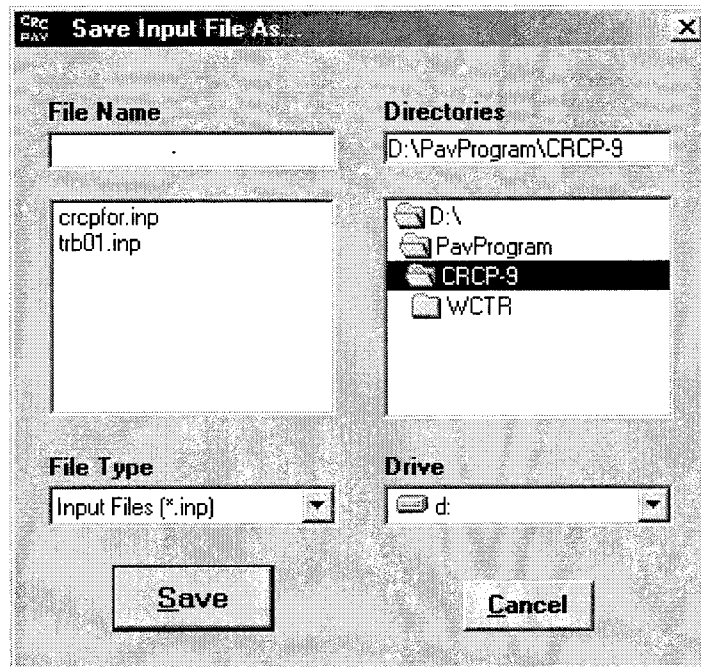 CRC
PAV
Save Input File As...
File Name
Directories
D:\PavProgram\CRCP-9
crcpfor.inp
trb01.inp
D:\
PavProgram
CRCP-9
WCTR
File Type
Drive
Input Files (*.inp)
d:
Save
Cancel